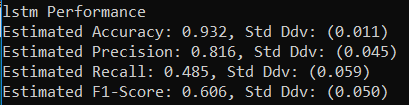 lstm Performance
Estimated Accuracy: 0.932, Std Ddv: (0.011)
Estimated Precision: 0.816, Std Ddv: (0.045)
Estimated Recall: 0.485, Std Ddv: (0.059)
Estimated F1-Score: 0.606, Std Ddv: (0.050)